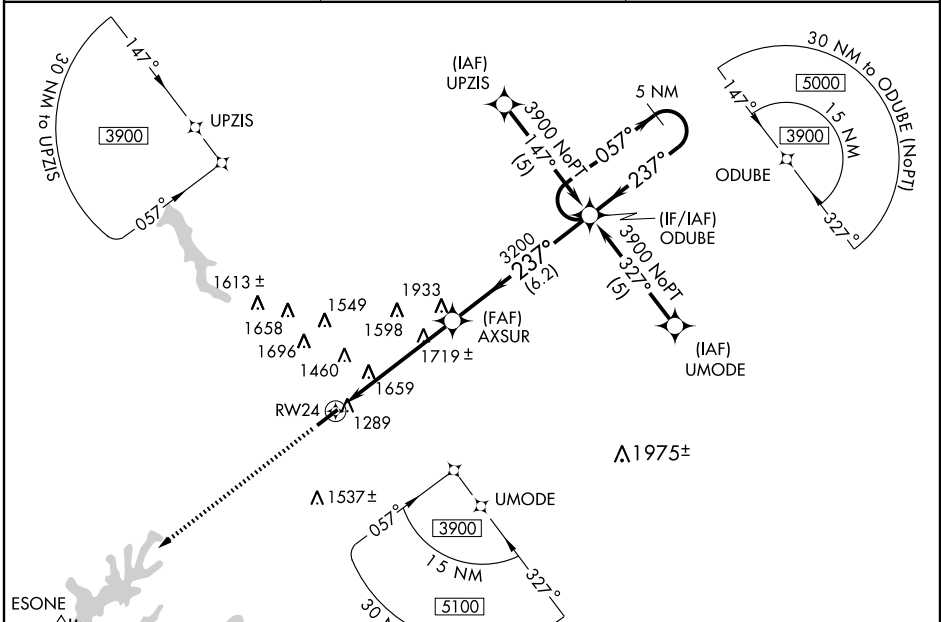 147°
30 NM to UPZIS
3900
UPZIS
057°
(IAF)
UPZIS
3900 NoPT
147°
(5)
5 NM
057°
237°
30 NM to ODUBE (NoPT)
5000
147°
15 NM
3900
ODUBE
327°
(IF/IAF)
ODUBE
3900 NoPT
327°
(5)
(IAF)
UMODE
3200
237°
(6.2)
(FAF)
AXSUR
1613 ±
1658
1549
1696
1598
1933
1719 ±
1460
1659
RW24
1289
1975±
1537±
UMODE
057°
3900
15 NM
327°
5100
30 N
ESONE